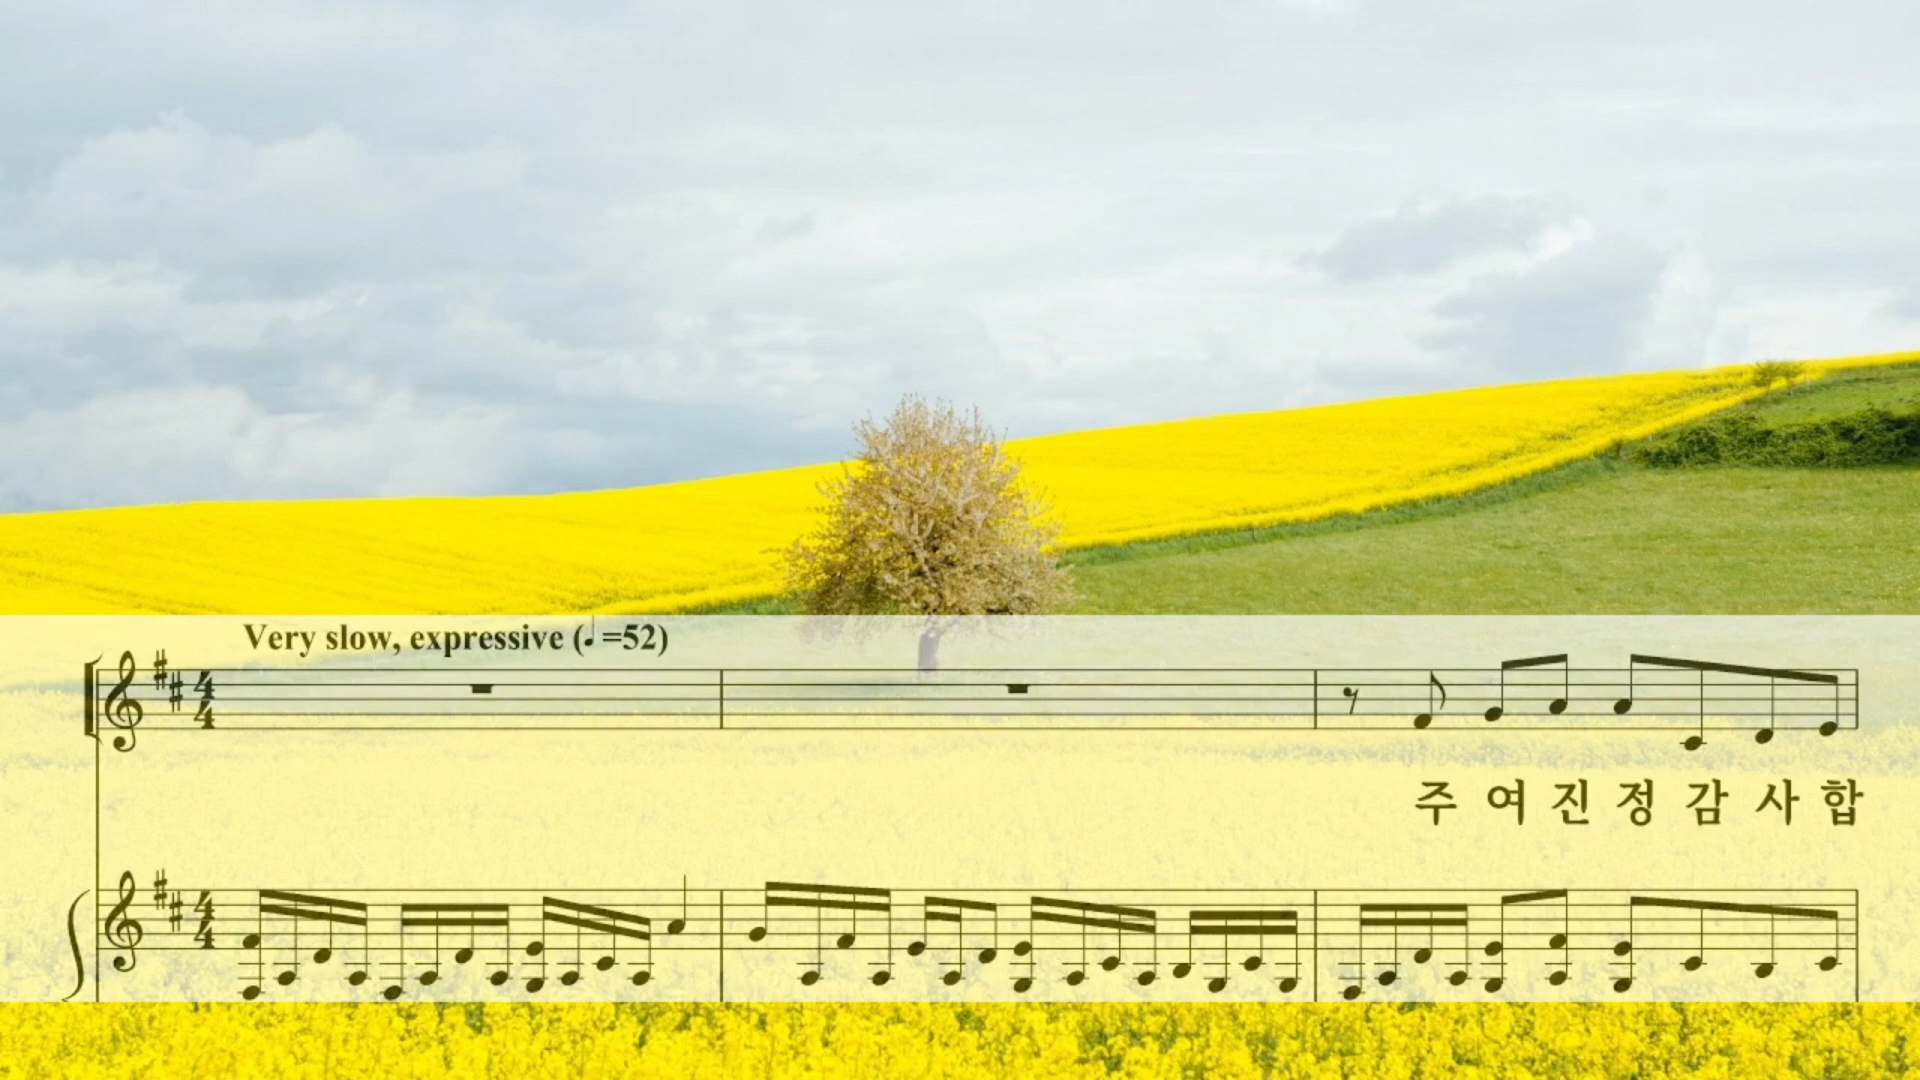 Very slow, expressive (♩=52)
주 여 진 정 감 사 합